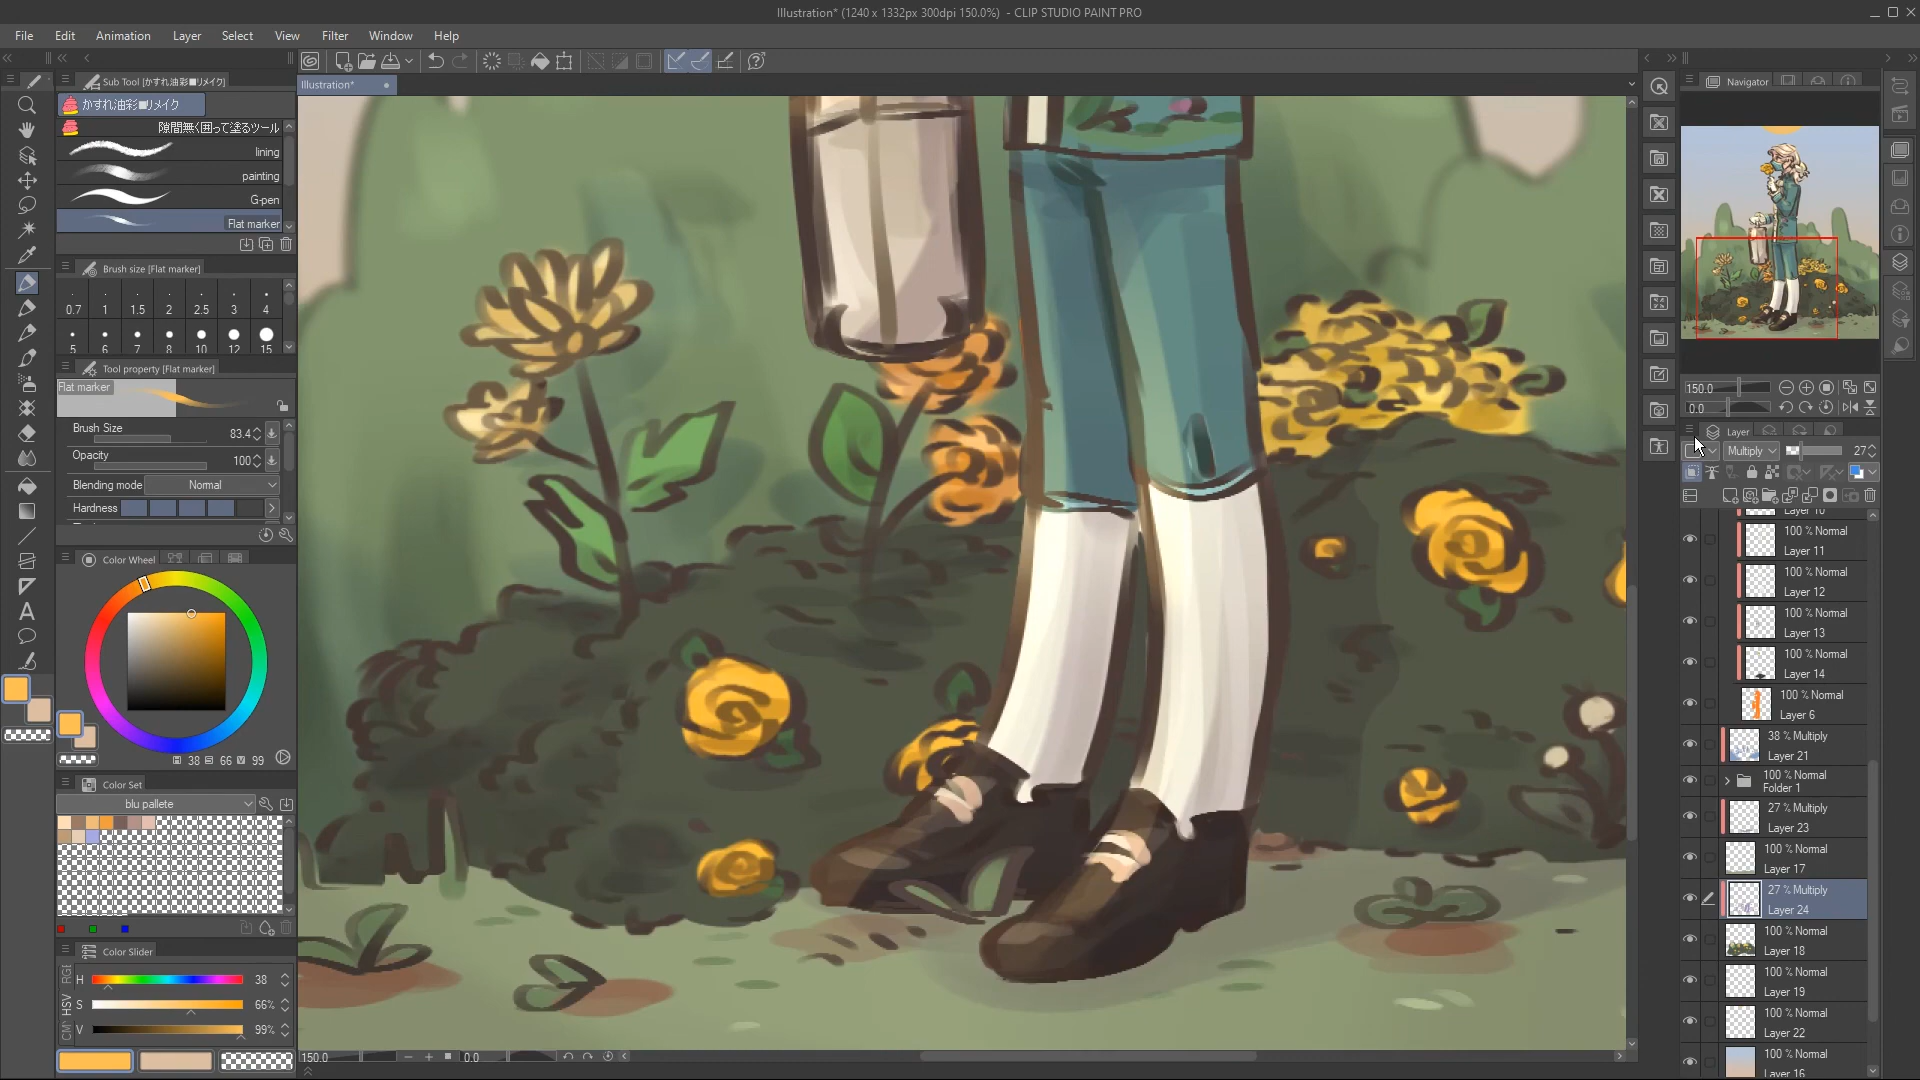 Illustration* (1240 x 1332px 300dpi 150.0%) - CLIP STUDIO PAINT PRO
File Edit Animation Layer Select View Filter Window Help
Sub Tool [かすれ油彩■リメイク]
かすれ油彩■リメイク
隙間無く囲って塗るツール
lining
painting
G-pen
Flat marker
Brush size [Flat marker]
0.7 1 1.5 2 2.5 3 4
5 6 7 8 10 12 15
Tool property [Flat marker]
Flat marker
Brush Size 83.4
Opacity 100
Blending mode Normal
Hardness
Color Wheel
38 66 99
Color Set
blu pallete
Color Slider
RGB
HSV
H 38
S 66%
V 99%
Illustration*
150.0 0.0
Navigator
150.0
0.0
Layer
Multiply 27
Layer 10
100 % Normal
Layer 11
100 % Normal
Layer 12
100 % Normal
Layer 13
100 % Normal
Layer 14
100 % Normal
Layer 6
38 % Multiply
Layer 21
100 % Normal
Folder 1
27 % Multiply
Layer 23
100 % Normal
Layer 17
27 % Multiply
Layer 24
100 % Normal
Layer 18
100 % Normal
Layer 19
100 % Normal
Layer 22
100 % Normal
Layer 16